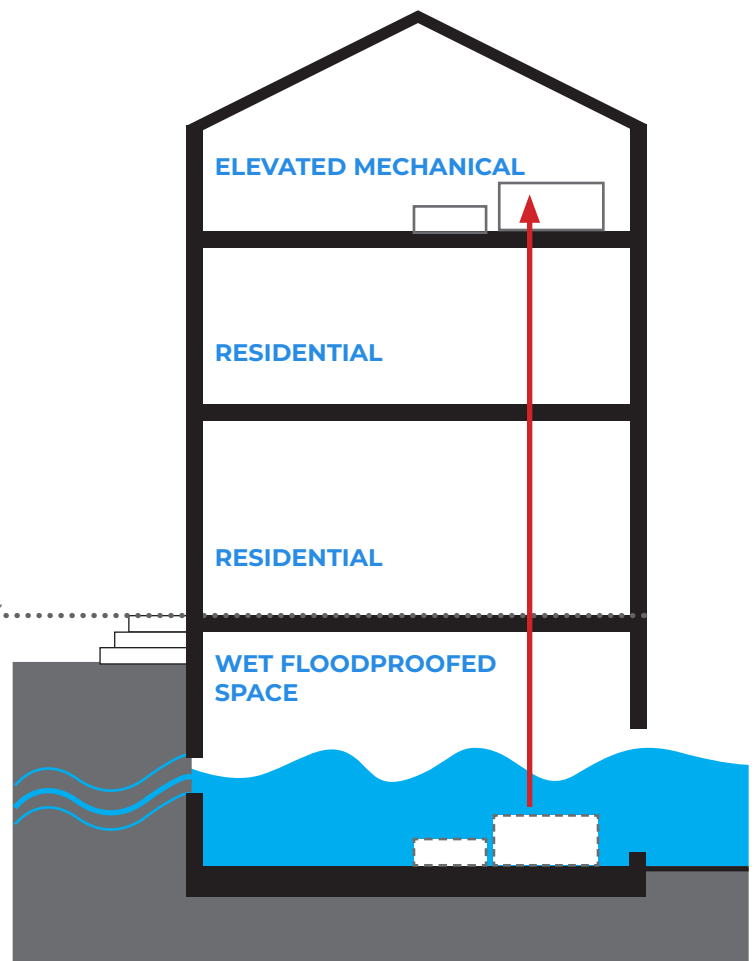 ELEVATED MECHANICAL
RESIDENTIAL
RESIDENTIAL
WET FLOODPROOFED
SPACE